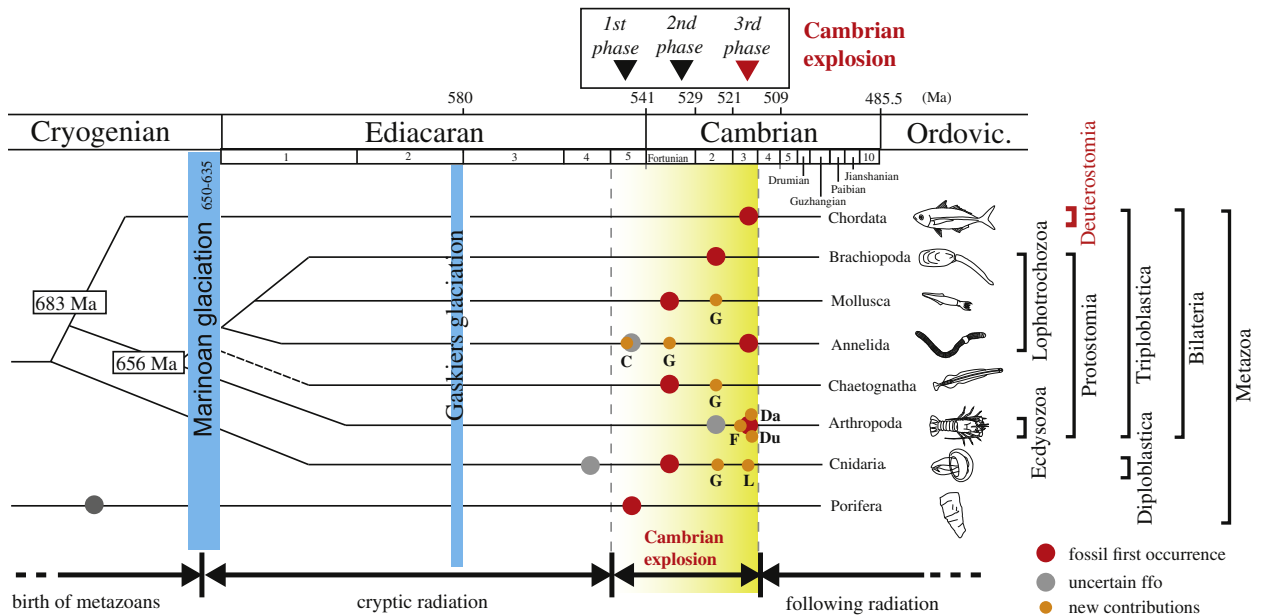 1st phase
2nd phase
3rd phase
Cambrian explosion
580
541
529
521
509
485.5
(Ma)
Cryogenian
Ediacaran
Cambrian
Ordovic.
1
2
3
4
5
Fortunian
2
3
4
5
10
Drumian
Guzhangian
Paibian
Jianshanian
Marinoan glaciation
650-635
Gaskiers glaciation
683 Ma
656 Ma
Chordata
Brachiopoda
Mollusca
G
Annelida
C
G
Chaetognatha
G
Arthropoda
F
Da
Du
Cnidaria
G
L
Porifera
Lophotrochozoa
Ecdysozoa
Protostomia
Deuterostomia
Triploblastica
Diploblastica
Bilateria
Metazoa
Cambrian
explosion
birth of metazoans
cryptic radiation
following radiation
fossil first occurrence
uncertain ffo
new contributions